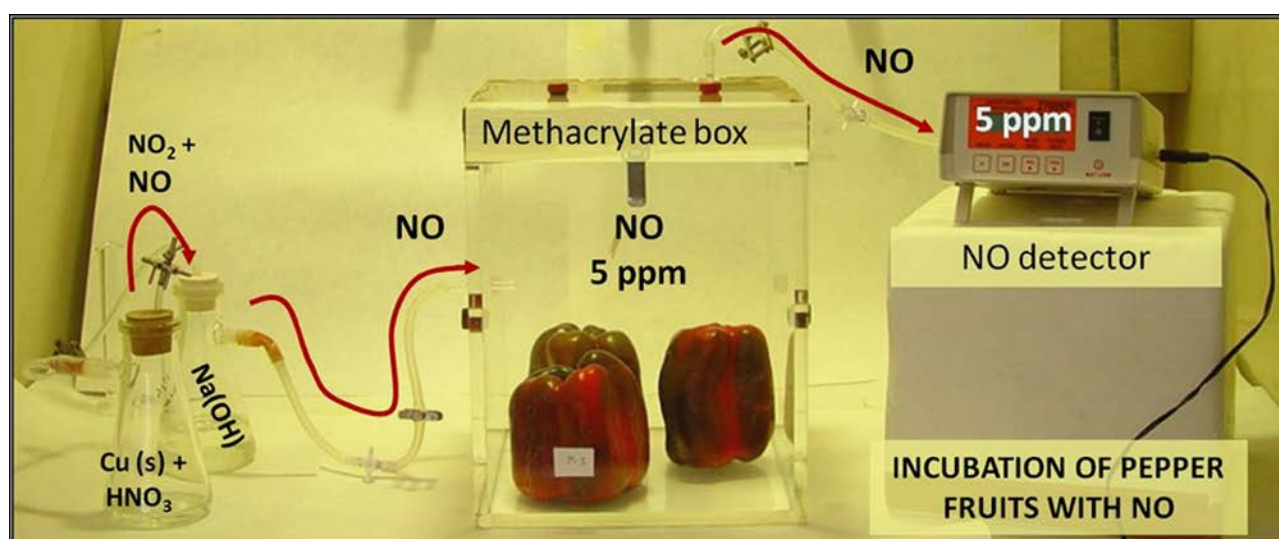 NO₂ +
NO
Cu (s) +
HNO₃
Na(OH)
NO
Methacrylate box
NO
5 ppm
NO
5 ppm
NO detector
INCUBATION OF PEPPER
FRUITS WITH NO